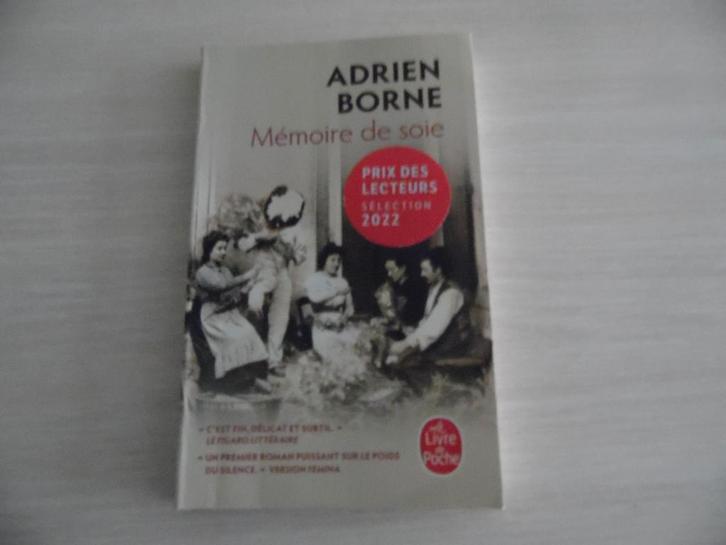 ADRIEN
BORNE
Mémoire de soie
PRIX DES
LECTEURS
SÉLECTION
2022
« C'EST FIN, DÉLICAT ET SUBTIL. »
LE FIGARO LITTÉRAIRE
« UN PREMIER ROMAN PUISSANT SUR LE POIDS
DU SILENCE. » VERSION FEMINA
Le
Livre
de
Poche